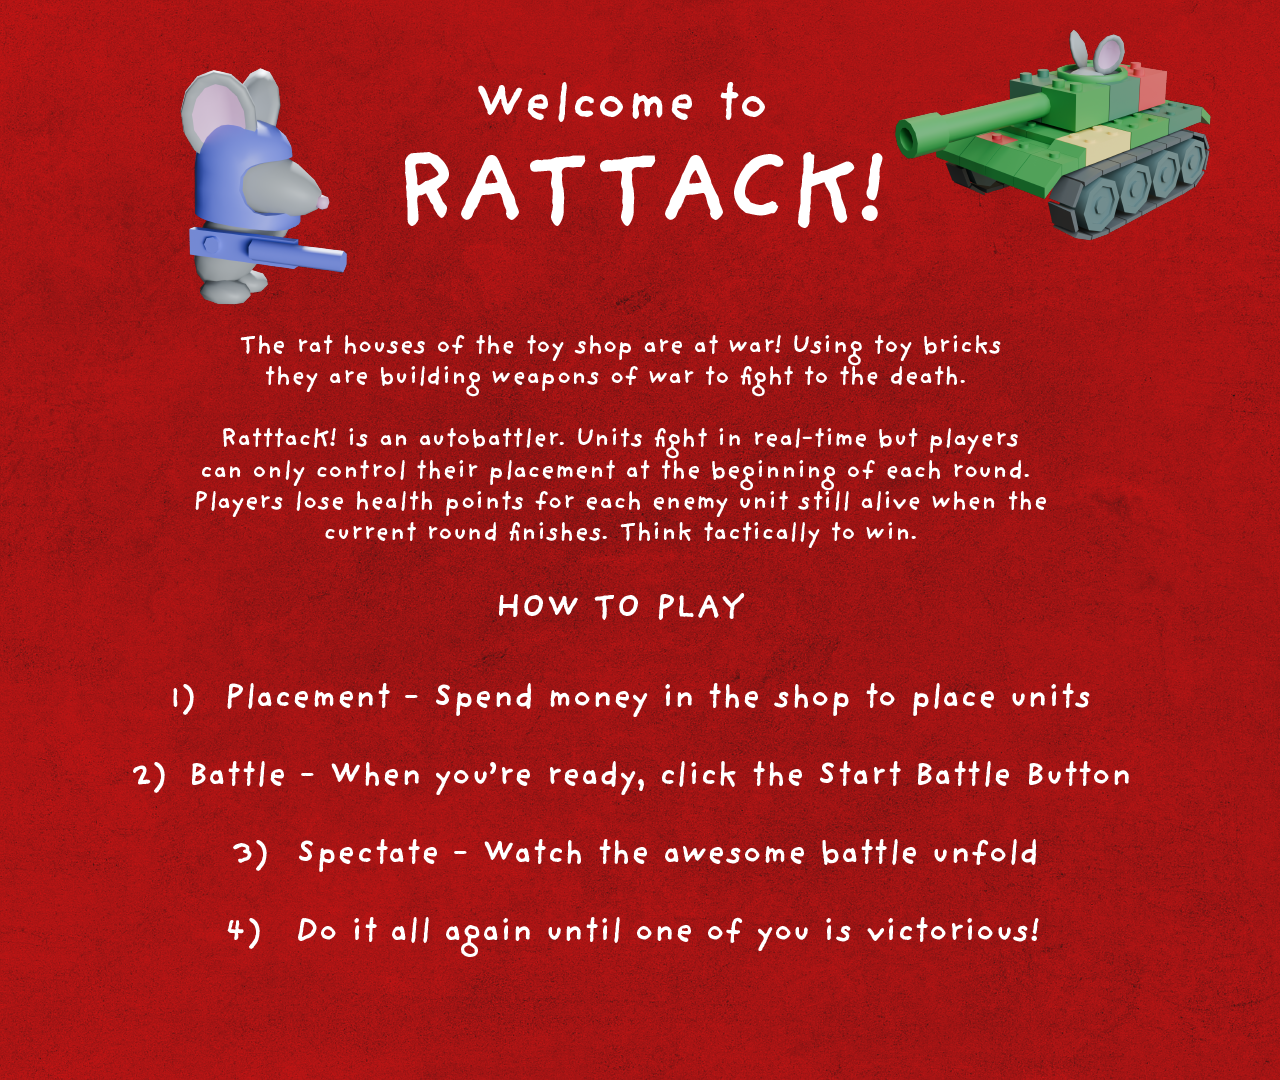 Welcome to
RATTACK!
The rat houses of the toy shop are at war! Using toy bricks
they are building weapons of war to fight to the death.
Ratttack! is an autobattler. Units fight in real-time but players
can only control their placement at the beginning of each round.
Players lose health points for each enemy unit still alive when the
current round finishes. Think tactically to win.
HOW TO PLAY
1) Placement - Spend money in the shop to place units
2) Battle - When you're ready, click the Start Battle Button
3) Spectate - Watch the awesome battle unfold
4) Do it all again until one of you is victorious!